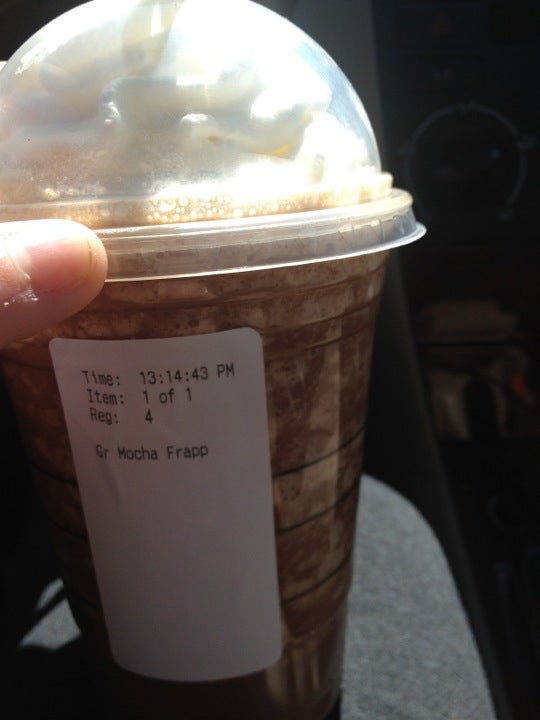 Time: 13:14:43 PM
Item: 1 of 1
Reg: 4
Gr Mocha Frapp